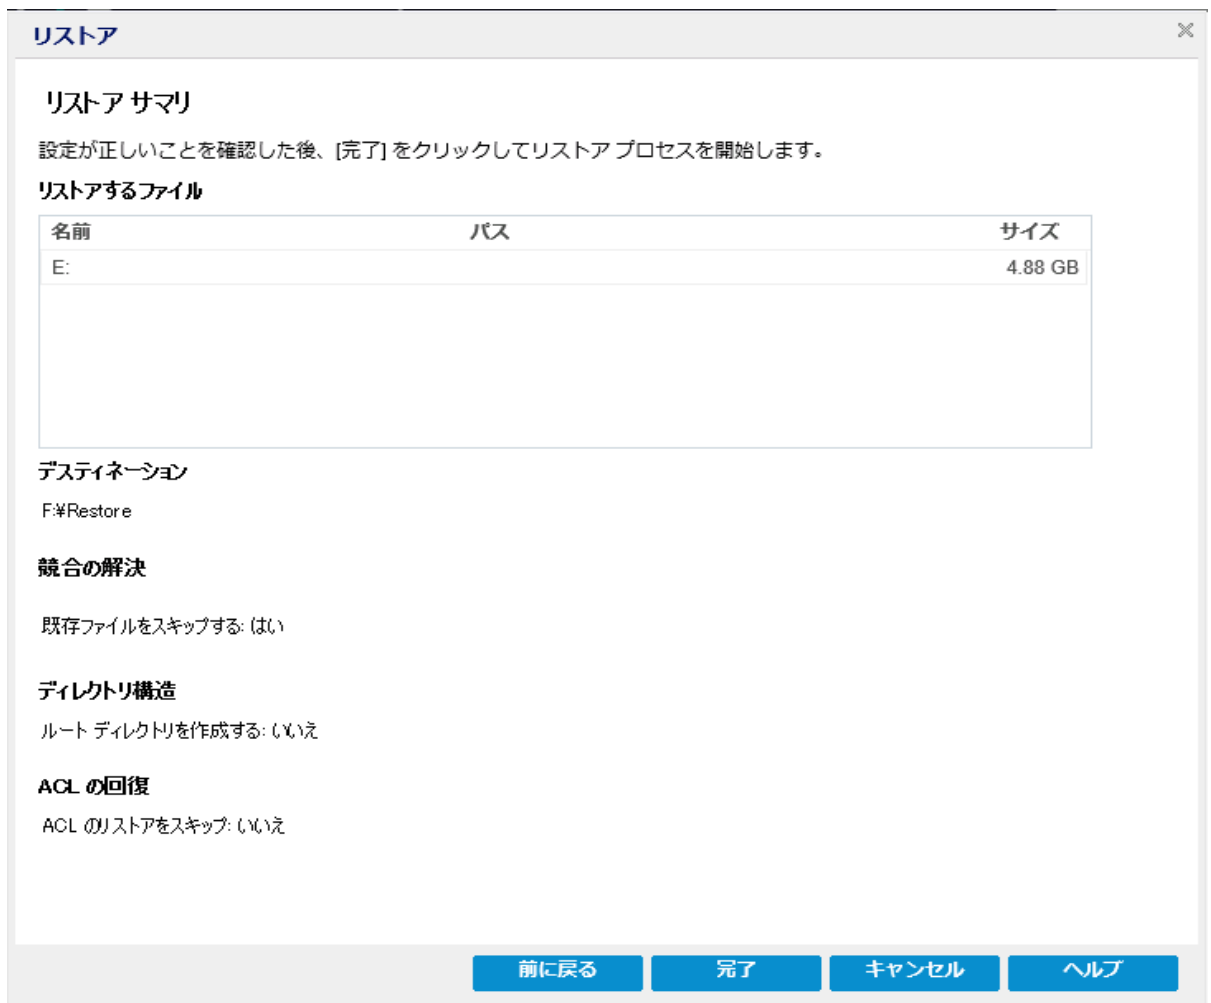 リストア
リストア サマリ
設定が正しいことを確認した後、[完了] をクリックしてリストア プロセスを開始します。
リストアするファイル
名前 パス サイズ
E: 4.88 GB
デスティネーション
F:¥Restore
競合の解決
既存ファイルをスキップする: はい
ディレクトリ構造
ルート ディレクトリを作成する: いいえ
ACL の回復
ACL のリストアをスキップ: いいえ
前に戻る 完了 キャンセル ヘルプ